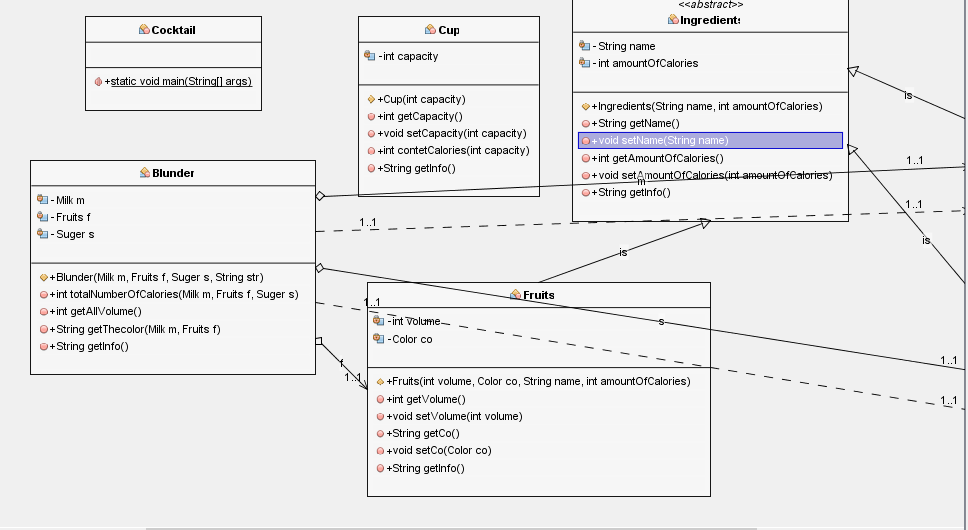 Cocktail
+static void main(String[] args)
Cup
-int capacity
+Cup(int capacity)
+int getCapacity()
+void setCapacity(int capacity)
+int contetCalories(int capacity)
+String getInfo()
<<abstract>>
Ingredients
- String name
- int amountOfCalories
+Ingredients(String name, int amountOfCalories)
+String getName()
+void setName(String name)
+int getAmountOfCalories()
+void setAmountOfCalories(int amountOfCalories)
+String getInfo()
is
1..1
m
1..1
1..1
is
is
Blunder
- Milk m
- Fruits f
- Suger s
+Blunder(Milk m, Fruits f, Suger s, String str)
+int totalNumberOfCalories(Milk m, Fruits f, Suger s)
+int getAllVolume()
+String getThecolor(Milk m, Fruits f)
+String getInfo()
1..1
s
1..1
1..1
f
1..1
Fruits
-int volume
-Color co
+Fruits(int volume, Color co, String name, int amountOfCalories)
+int getVolume()
+void setVolume(int volume)
+String getCo()
+void setCo(Color co)
+String getInfo()